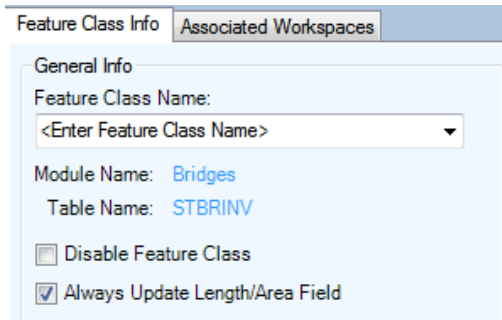 Feature Class Info Associated Workspaces
General Info
Feature Class Name:
<Enter Feature Class Name>
Module Name: Bridges
Table Name: STBRINV
Disable Feature Class
Always Update Length/Area Field